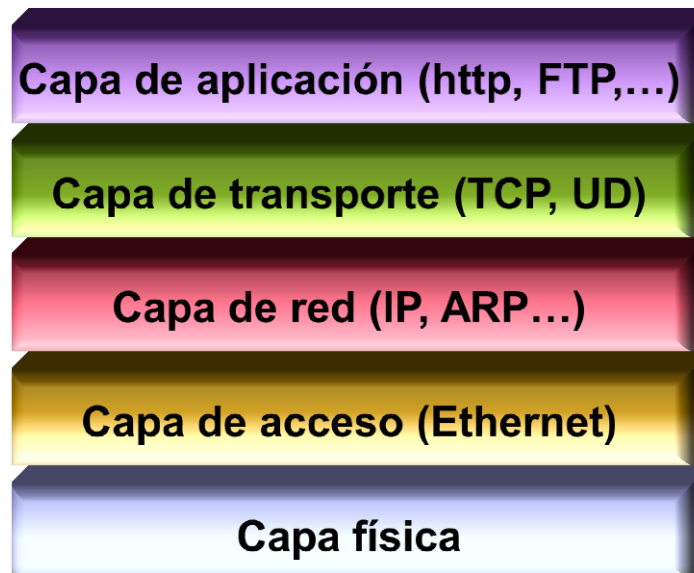 Capa de aplicación (http, FTP,…)
Capa de transporte (TCP, UD)
Capa de red (IP, ARP…)
Capa de acceso (Ethernet)
Capa física